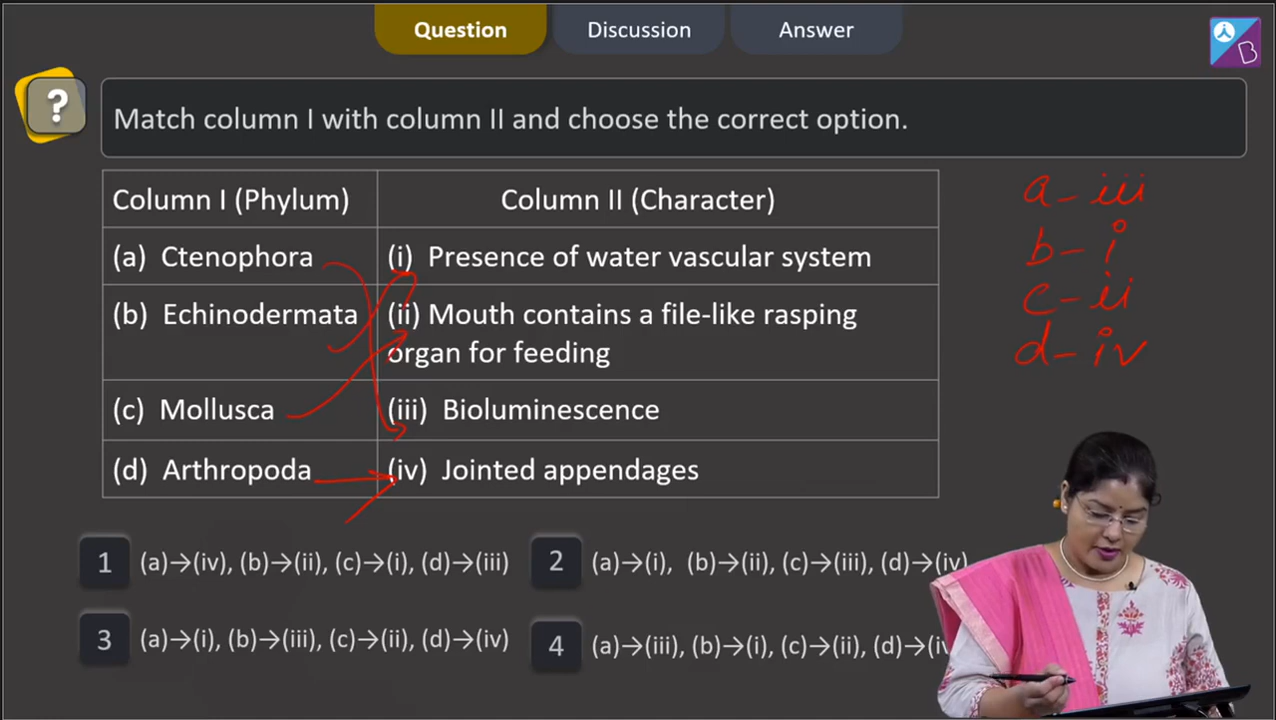 Question
Discussion
Answer
B
?
Match column I with column II and choose the correct option.
Column I (Phylum)
Column II (Character)
(a) Ctenophora
(i) Presence of water vascular system
(b) Echinodermata
(ii) Mouth contains a file-like rasping
organ for feeding
(c) Mollusca
(iii) Bioluminescence
(d) Arthropoda
(iv) Jointed appendages
a - iii
b - i
c - ii
d - iv
1 (a)→(iv), (b)→(ii), (c)→(i), (d)→(iii)
2 (a)→(i), (b)→(ii), (c)→(iii), (d)→(iv)
3 (a)→(i), (b)→(iii), (c)→(ii), (d)→(iv)
4 (a)→(iii), (b)→(i), (c)→(ii), (d)→(iv